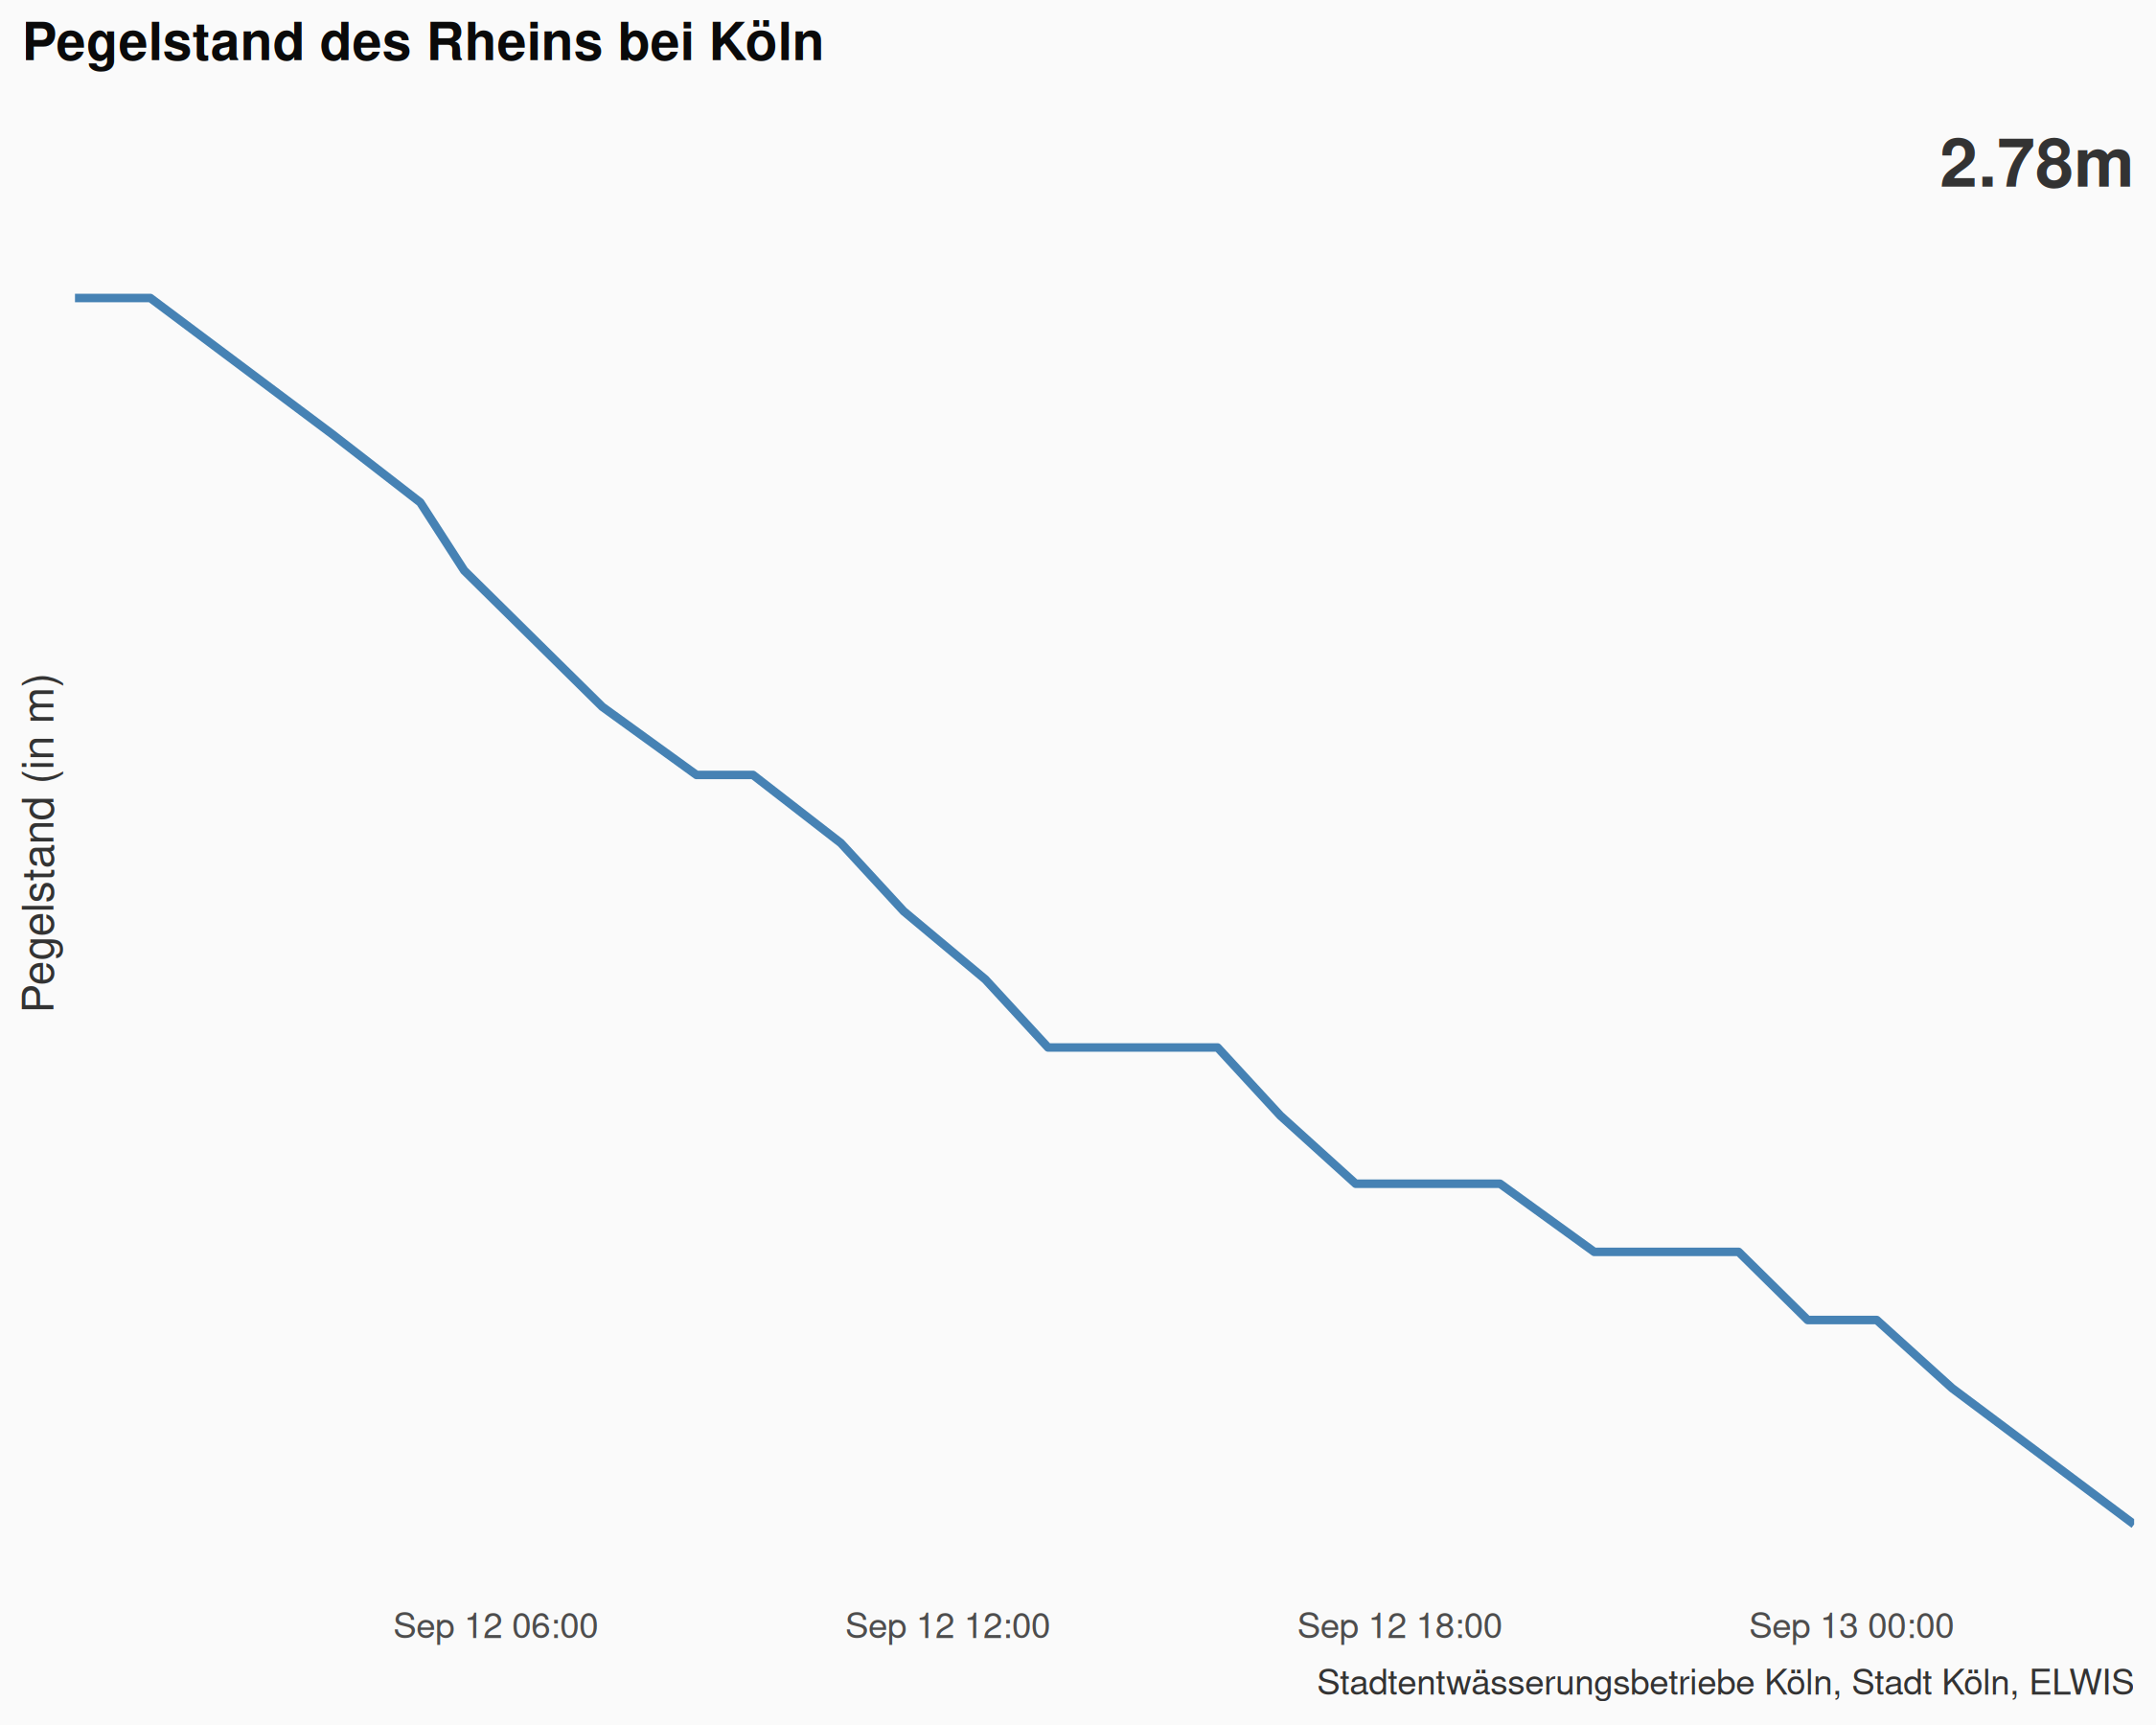 Pegelstand des Rheins bei Köln
2.78m
Pegelstand (in m)
Sep 12 06:00
Sep 12 12:00
Sep 12 18:00
Sep 13 00:00
Stadtentwässerungsbetriebe Köln, Stadt Köln, ELWIS